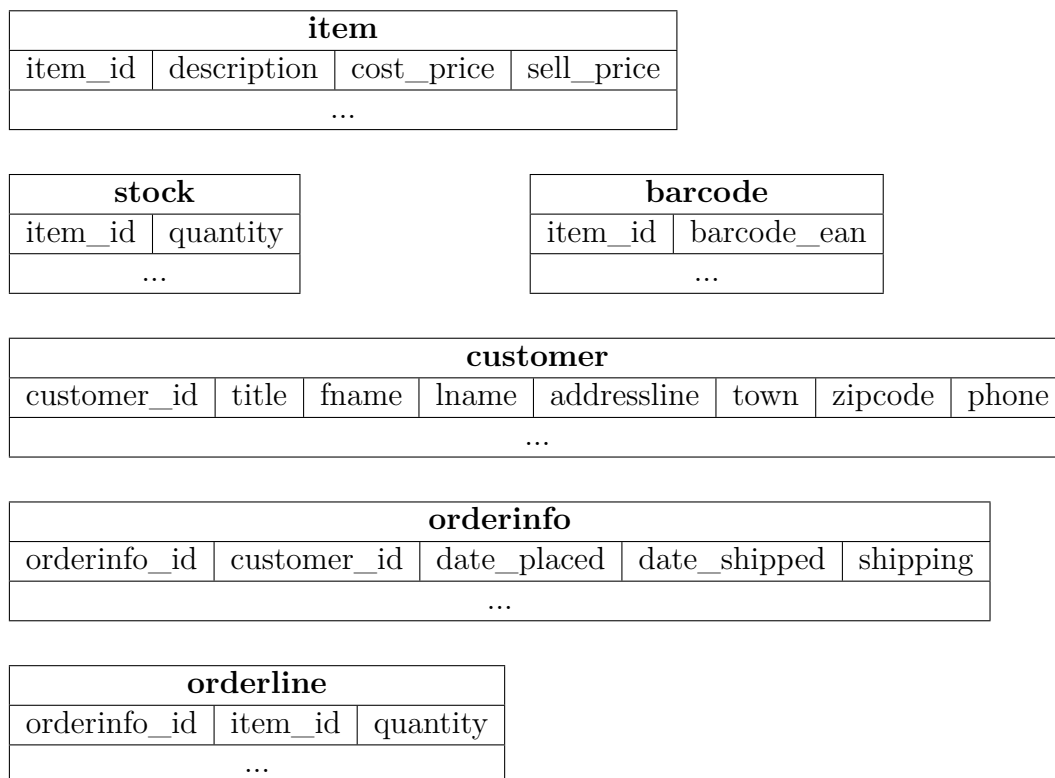 item
item_id description cost_price sell_price
...
stock
item_id quantity
...
barcode
item_id barcode_ean
...
customer
customer_id title fname lname addressline town zipcode phone
...
orderinfo
orderinfo_id customer_id date_placed date_shipped shipping
...
orderline
orderinfo_id item_id quantity
...